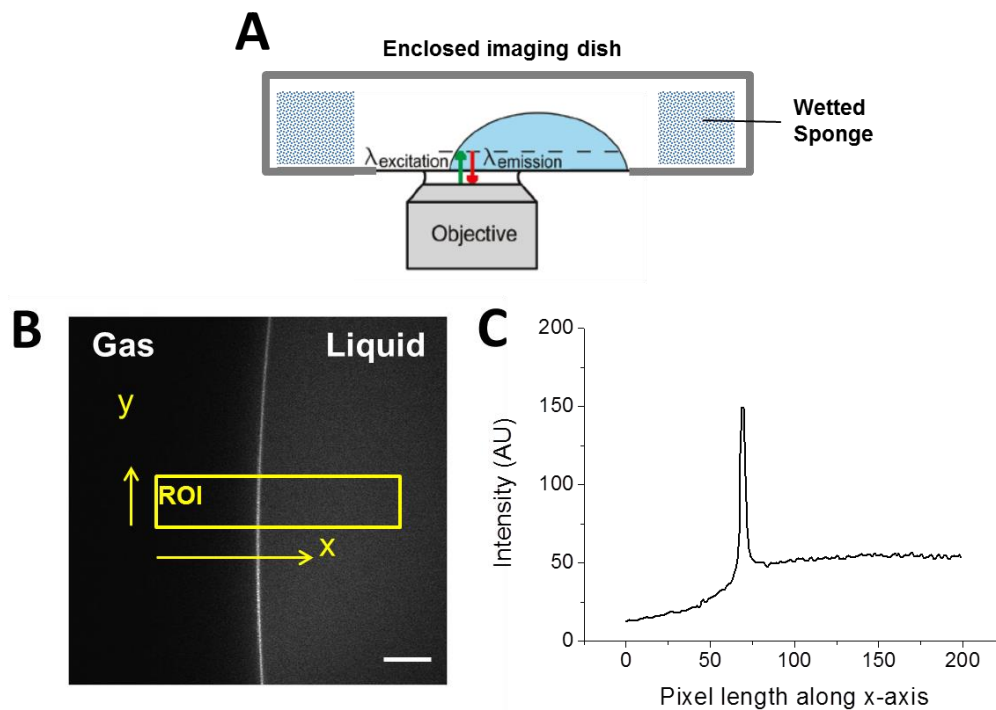 A
Enclosed imaging dish
Wetted
Sponge
λexcitation
λemission
Objective
B
Gas
Liquid
y
ROI
x
C
200
150
100
50
0
Intensity (AU)
0 50 100 150 200
Pixel length along x-axis